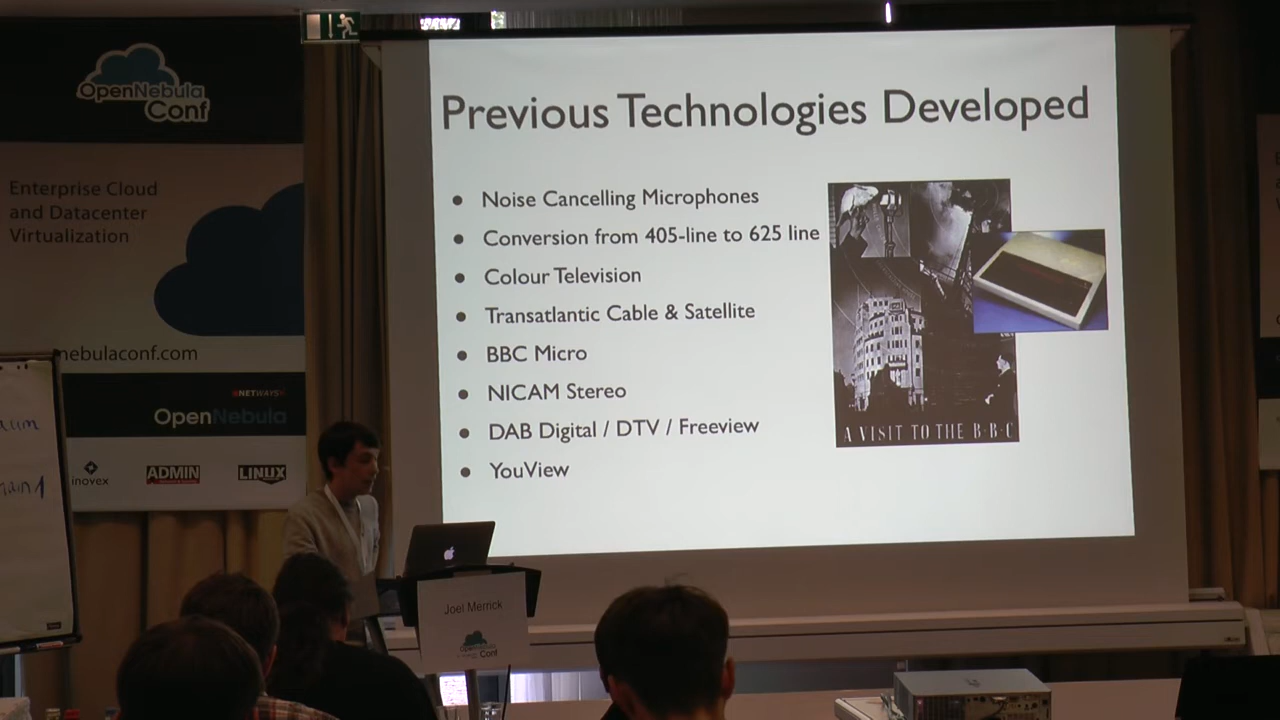 OpenNebula
Conf
Enterprise Cloud
and Datacenter
Virtualization
nebulaconf.com
NETWAYS
OpenNebula
inovex
ADMIN
LINUX
Previous Technologies Developed
Noise Cancelling Microphones
Conversion from 405-line to 625 line
Colour Television
Transatlantic Cable & Satellite
BBC Micro
NICAM Stereo
DAB Digital / DTV / Freeview
YouView
A VISIT TO THE B·B·C
Joel Merrick
OpenNebula
Conf